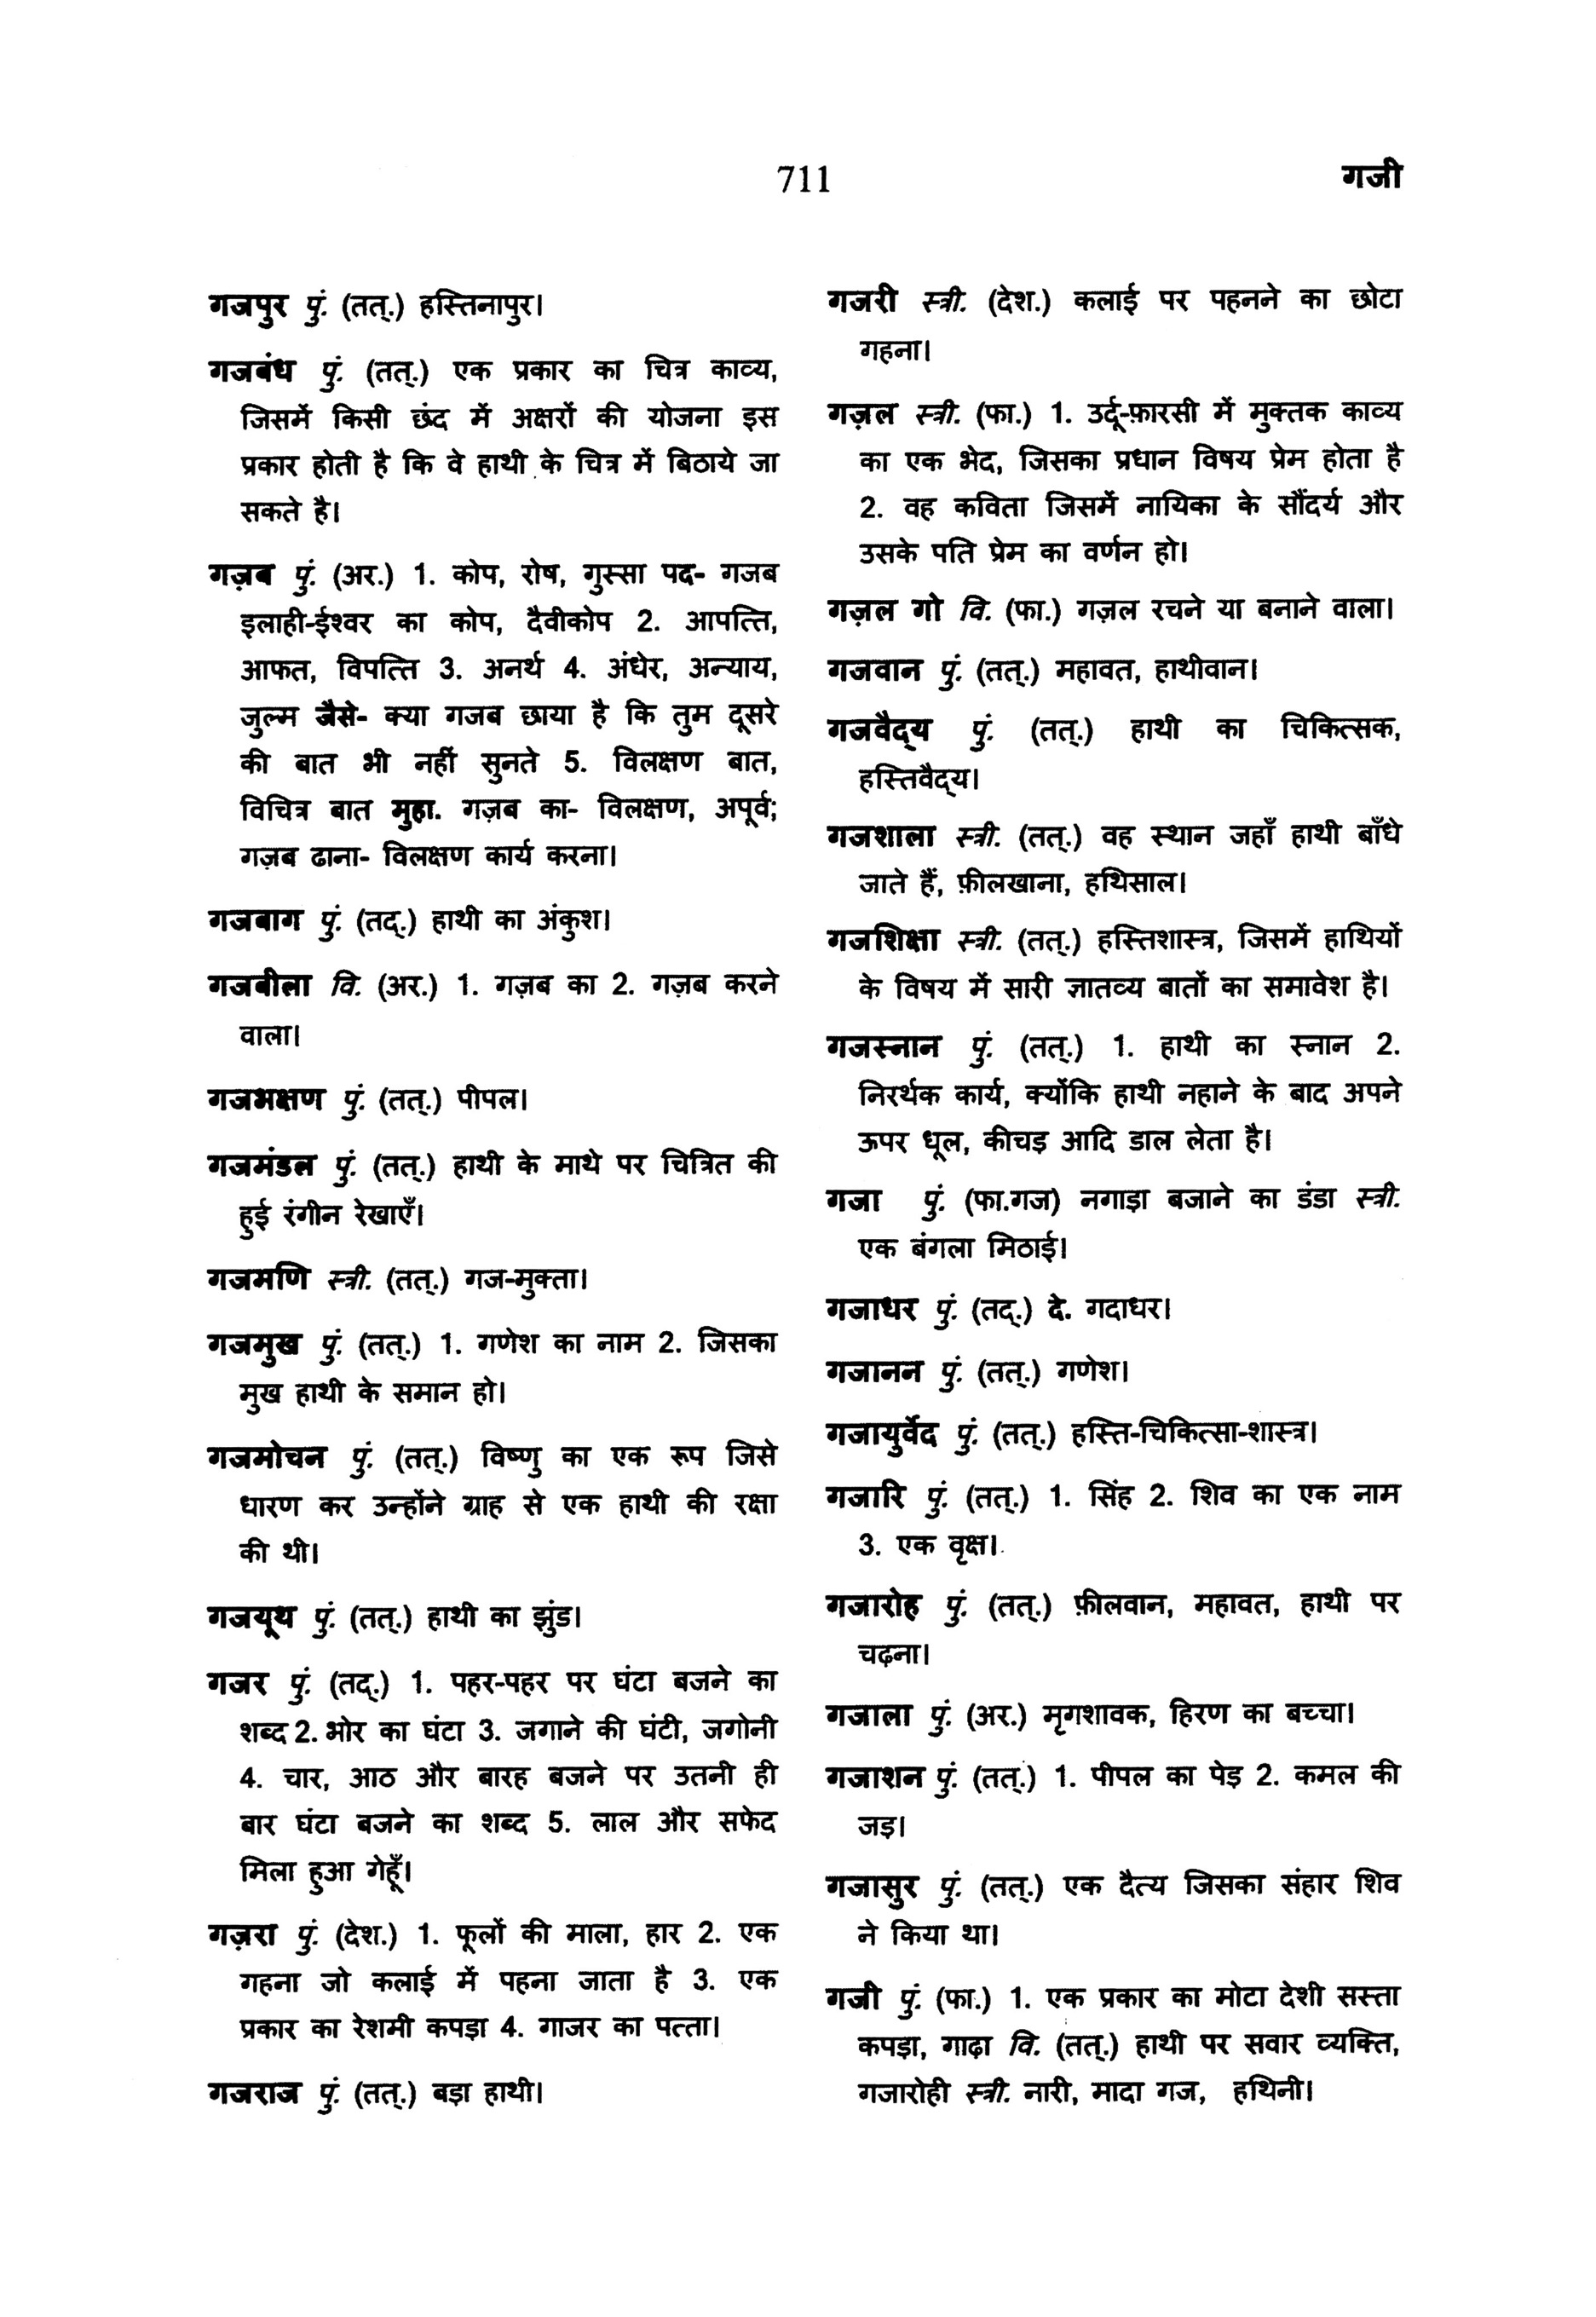 711
गजी
गजपुर पुं. (तत्.) हस्तिनापुर।
गजबंध पुं. (तत्.) एक प्रकार का चित्र काव्य,
जिसमें किसी छंद में अक्षरों की योजना इस
प्रकार होती है कि वे हाथी के चित्र में बिठाये जा
सकते है।
गज़ब पुं. (अर.) 1. कोप, रोष, गुस्सा पद- गजब
इलाही-ईश्वर का कोप, दैवीकोप 2. आपत्ति,
आफत, विपत्ति 3. अनर्थ 4. अंधेर, अन्याय,
जुल्म जैसे- क्या गजब छाया है कि तुम दूसरे
की बात भी नहीं सुनते 5. विलक्षण बात,
विचित्र बात मुहा. गज़ब का- विलक्षण, अपूर्व;
गज़ब ढाना- विलक्षण कार्य करना।
गजबाग पुं. (तद्.) हाथी का अंकुश।
गजबीला वि. (अर.) 1. गज़ब का 2. गज़ब करने
वाला।
गजभक्षण पुं. (तत्.) पीपल।
गजमंडल पुं. (तत्.) हाथी के माथे पर चित्रित की
हुई रंगीन रेखाएँ।
गजमणि स्त्री. (तत्.) गज-मुक्ता।
गजमुख पुं. (तत्.) 1. गणेश का नाम 2. जिसका
मुख हाथी के समान हो।
गजमोचन पुं. (तत्.) विष्णु का एक रूप जिसे
धारण कर उन्होंने ग्राह से एक हाथी की रक्षा
की थी।
गजयूथ पुं. (तत्.) हाथी का झुंड।
गजर पुं. (तद्.) 1. पहर-पहर पर घंटा बजने का
शब्द 2. भोर का घंटा 3. जगाने की घंटी, जगोनी
4. चार, आठ और बारह बजने पर उतनी ही
बार घंटा बजने का शब्द 5. लाल और सफेद
मिला हुआ गेहूँ।
गज़रा पुं. (देश.) 1. फूलों की माला, हार 2. एक
गहना जो कलाई में पहना जाता है 3. एक
प्रकार का रेशमी कपड़ा 4. गाजर का पत्ता।
गजराज पुं. (तत्.) बड़ा हाथी।
गजरी स्त्री. (देश.) कलाई पर पहनने का छोटा
गहना।
गज़ल स्त्री. (फा.) 1. उर्दू-फ़ारसी में मुक्तक काव्य
का एक भेद, जिसका प्रधान विषय प्रेम होता है
2. वह कविता जिसमें नायिका के सौंदर्य और
उसके पति प्रेम का वर्णन हो।
गज़ल गो वि. (फा.) गज़ल रचने या बनाने वाला।
गजवान पुं. (तत्.) महावत, हाथीवान।
गजवैद्‌य पुं. (तत्.) हाथी का चिकित्सक,
हस्तिवैद्‌य।
गजशाला स्त्री. (तत्.) वह स्थान जहाँ हाथी बाँधे
जाते हैं, फ़ीलखाना, हथिसाल।
गजशिक्षा स्त्री. (तत्.) हस्तिशास्त्र, जिसमें हाथियों
के विषय में सारी ज्ञातव्य बातों का समावेश है।
गजस्नान पुं. (तत्.) 1. हाथी का स्नान 2.
निरर्थक कार्य, क्योंकि हाथी नहाने के बाद अपने
ऊपर धूल, कीचड़ आदि डाल लेता है।
गजा पुं. (फा.गज) नगाड़ा बजाने का डंडा स्त्री.
एक बंगला मिठाई।
गजाधर पुं. (तद्.) दे. गदाधर।
गजानन पुं. (तत्.) गणेश।
गजायुर्वेद पुं. (तत्.) हस्ति-चिकित्सा-शास्त्र।
गजारि पुं. (तत्.) 1. सिंह 2. शिव का एक नाम
3. एक वृक्ष।
गजारोह पुं. (तत्.) फ़ीलवान, महावत, हाथी पर
चढ़ना।
गजाला पुं. (अर.) मृगशावक, हिरण का बच्चा।
गजाशन पुं. (तत्.) 1. पीपल का पेड़ 2. कमल की
जड़।
गजासुर पुं. (तत्.) एक दैत्य जिसका संहार शिव
ने किया था।
गजी पुं. (फा.) 1. एक प्रकार का मोटा देशी सस्ता
कपड़ा, गाढ़ा वि. (तत्.) हाथी पर सवार व्यक्ति,
गजारोही स्त्री. नारी, मादा गज, हथिनी।